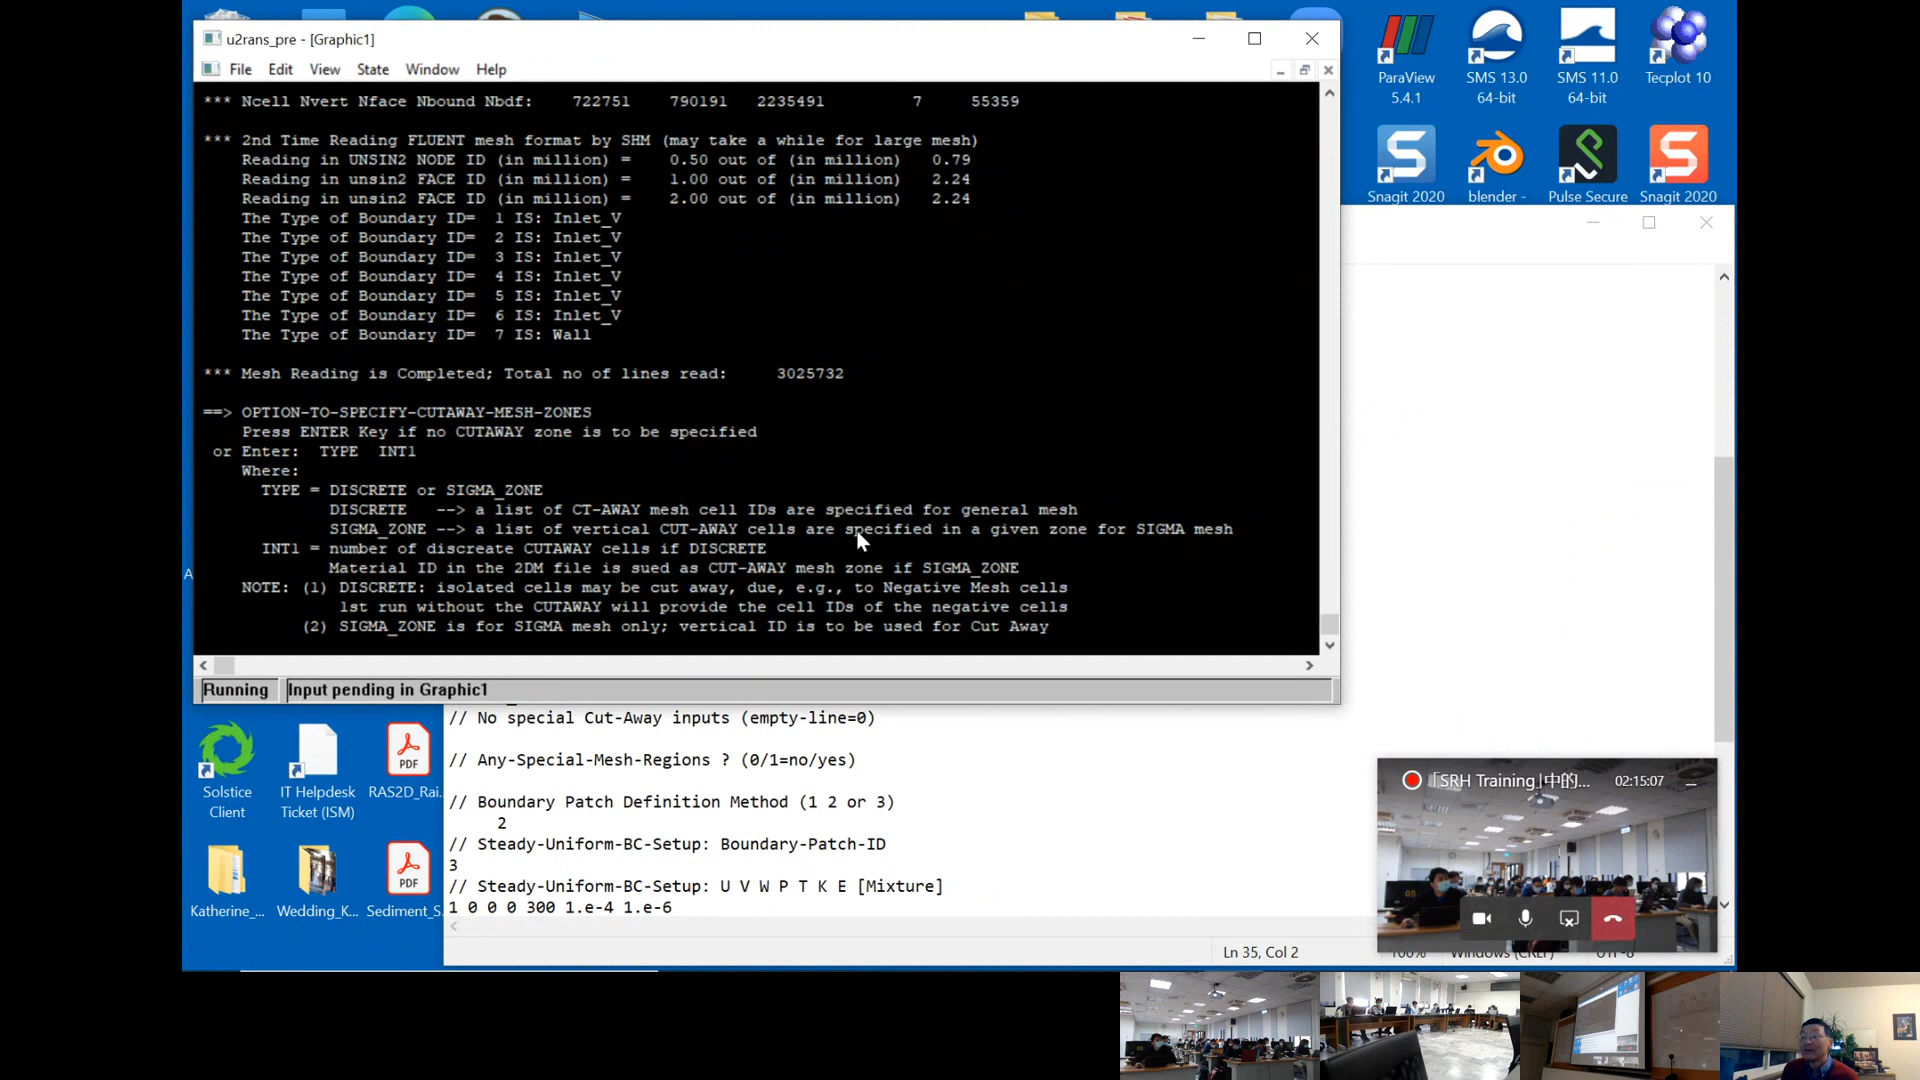 u2rans_pre - [Graphic1]
File Edit View State Window Help
*** Ncell Nvert Nface Nbound Nbdf: 722751 790191 2235491 7 55359
*** 2nd Time Reading FLUENT mesh format by SHM (may take a while for large mesh)
Reading in UNSIN2 NODE ID (in million) = 0.50 out of (in million) 0.79
Reading in unsin2 FACE ID (in million) = 1.00 out of (in million) 2.24
Reading in unsin2 FACE ID (in million) = 2.00 out of (in million) 2.24
The Type of Boundary ID= 1 IS: Inlet_V
The Type of Boundary ID= 2 IS: Inlet_V
The Type of Boundary ID= 3 IS: Inlet_V
The Type of Boundary ID= 4 IS: Inlet_V
The Type of Boundary ID= 5 IS: Inlet_V
The Type of Boundary ID= 6 IS: Inlet_V
The Type of Boundary ID= 7 IS: Wall
*** Mesh Reading is Completed; Total no of lines read: 3025732
==> OPTION-TO-SPECIFY-CUTAWAY-MESH-ZONES
Press ENTER Key if no CUTAWAY zone is to be specified
or Enter: TYPE INT1
Where:
TYPE = DISCRETE or SIGMA_ZONE
DISCRETE --> a list of CT-AWAY mesh cell IDs are specified for general mesh
SIGMA_ZONE --> a list of vertical CUT-AWAY cells are specified in a given zone for SIGMA mesh
INT1 = number of discreate CUTAWAY cells if DISCRETE
Material ID in the 2DM file is sued as CUT-AWAY mesh zone if SIGMA_ZONE
NOTE: (1) DISCRETE: isolated cells may be cut away, due, e.g., to Negative Mesh cells
1st run without the CUTAWAY will provide the cell IDs of the negative cells
(2) SIGMA_ZONE is for SIGMA mesh only; vertical ID is to be used for Cut Away
Running Input pending in Graphic1
ParaView 5.4.1
SMS 13.0 64-bit
SMS 11.0 64-bit
Tecplot 10
Snagit 2020
blender -
Pulse Secure
Snagit 2020
// No special Cut-Away inputs (empty-line=0)
// Any-Special-Mesh-Regions ? (0/1=no/yes)
// Boundary Patch Definition Method (1 2 or 3)
2
// Steady-Uniform-BC-Setup: Boundary-Patch-ID
3
// Steady-Uniform-BC-Setup: U V W P T K E [Mixture]
1 0 0 0 300 1.e-4 1.e-6
Ln 35, Col 2
Solstice Client
IT Helpdesk Ticket (ISM)
PDF
RAS2D_Rai...
Katherine_...
Wedding_K...
PDF
Sediment_S...
「SRH Training」中的... 02:15:07